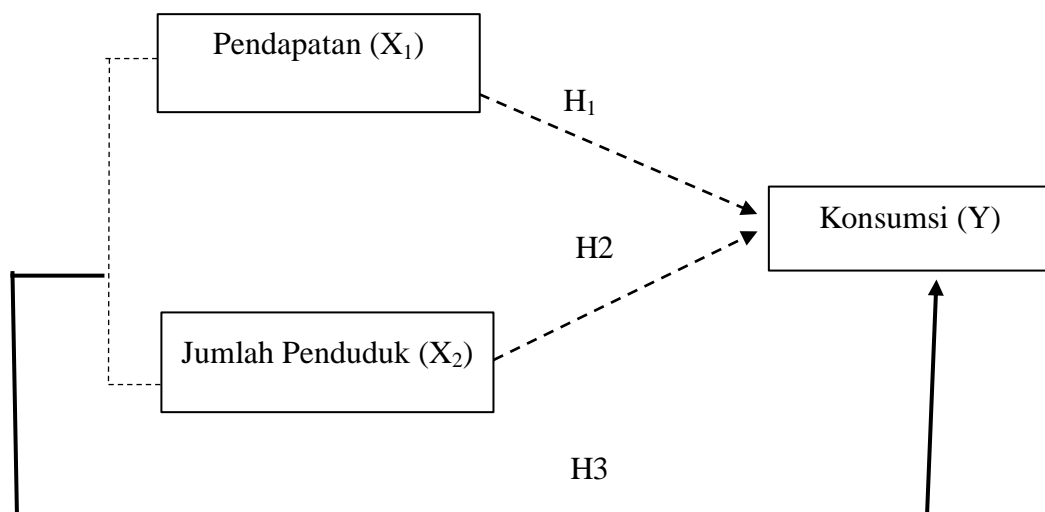 Pendapatan (X₁)
H₁
Konsumsi (Y)
H2
Jumlah Penduduk (X₂)
H3